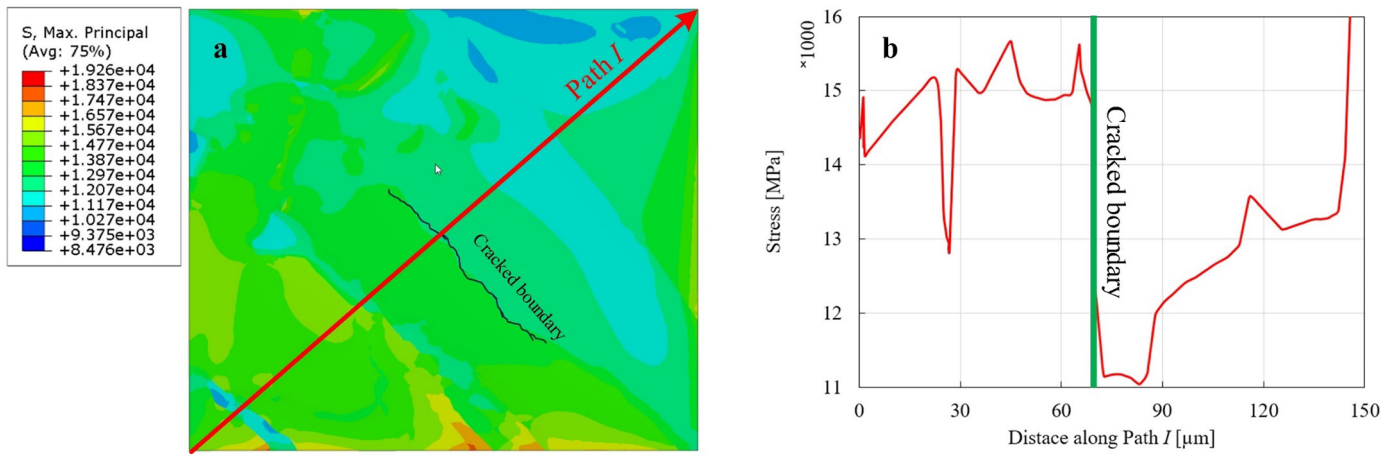 S, Max. Principal
(Avg: 75%)
+1.926e+04
+1.837e+04
+1.747e+04
+1.657e+04
+1.567e+04
+1.477e+04
+1.387e+04
+1.297e+04
+1.207e+04
+1.117e+04
+1.027e+04
+9.375e+03
+8.476e+03
a
Path I
Cracked boundary
b
×1000
16
15
14
13
12
11
Stress [MPa]
Cracked boundary
0 30 60 90 120 150
Distace along Path I [µm]